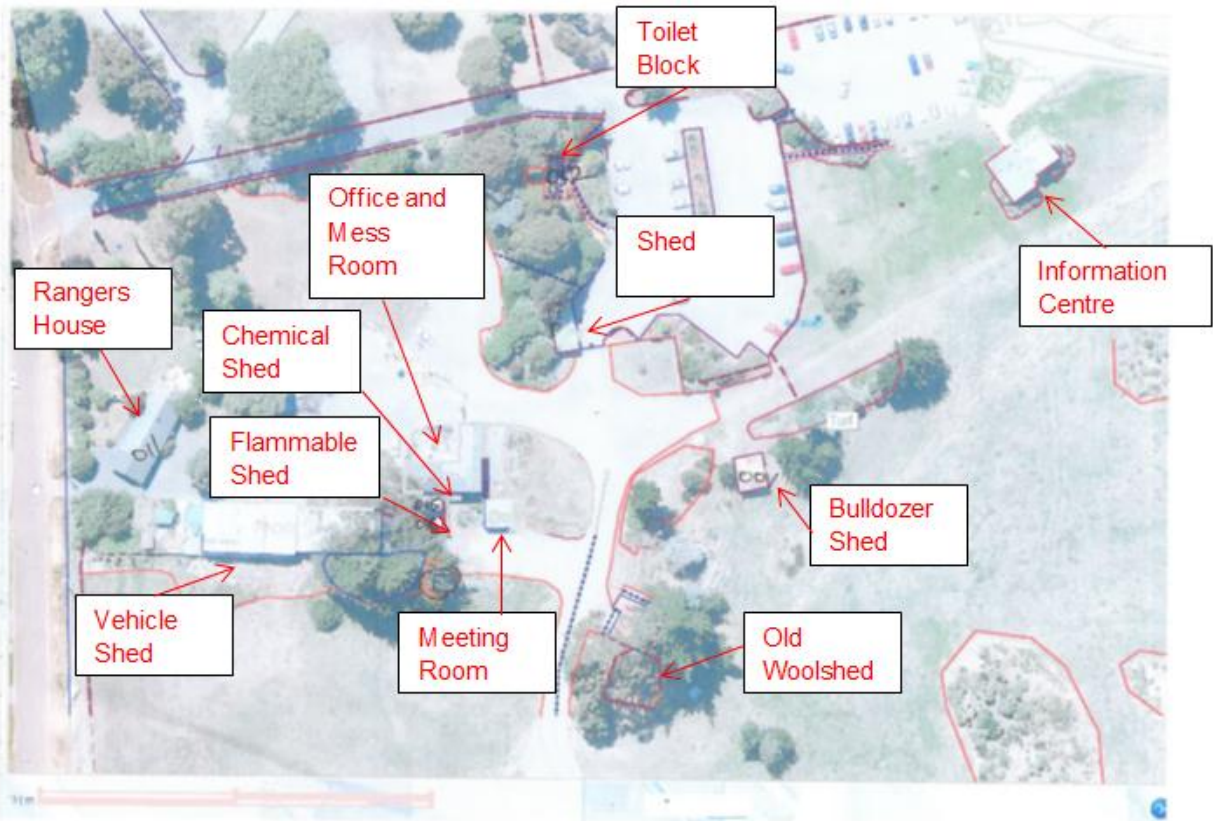 Toilet
Block
Office and
Mess
Room
Shed
Information
Centre
Rangers
House
Chemical
Shed
Flammable
Shed
Bulldozer
Shed
Vehicle
Shed
Meeting
Room
Old
Woolshed